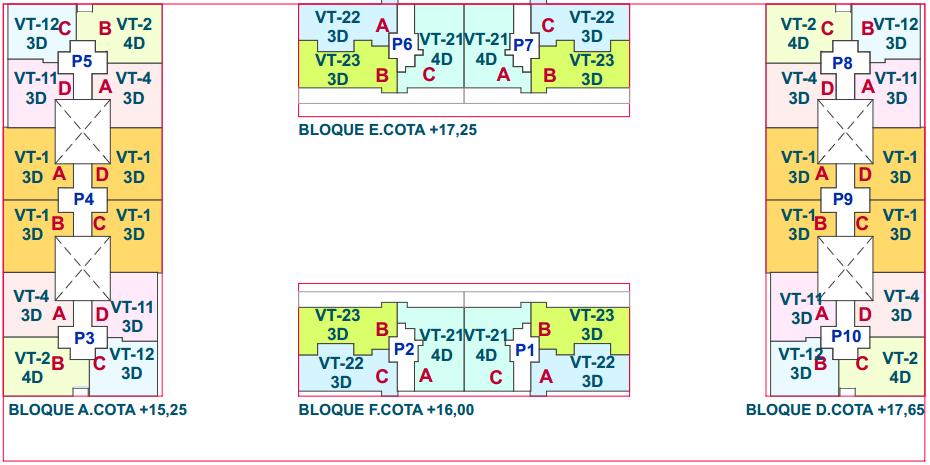 VT-12
3D
C
B
VT-2
4D
P5
VT-11
3D
D
A
VT-4
3D
VT-1
3D
A
D
VT-1
3D
P4
VT-1
3D
B
C
VT-1
3D
VT-4
3D
A
D
VT-11
3D
P3
VT-2
4D
B
C
VT-12
3D
BLOQUE A.COTA +15,25
VT-22
3D
A
P6
VT-21
4D
VT-23
3D
B
C
VT-21
4D
P7
C
VT-22
3D
A
B
VT-23
3D
BLOQUE E.COTA +17,25
VT-23
3D
B
P2
VT-21
4D
VT-22
3D
C
A
VT-21
4D
P1
B
VT-23
3D
C
A
VT-22
3D
BLOQUE F.COTA +16,00
VT-2
4D
C
B
VT-12
3D
P8
VT-4
3D
D
A
VT-11
3D
VT-1
3D
A
D
VT-1
3D
P9
VT-1
3D
B
C
VT-1
3D
VT-11
3D
A
D
VT-4
3D
P10
VT-12
3D
B
C
VT-2
4D
BLOQUE D.COTA +17,65